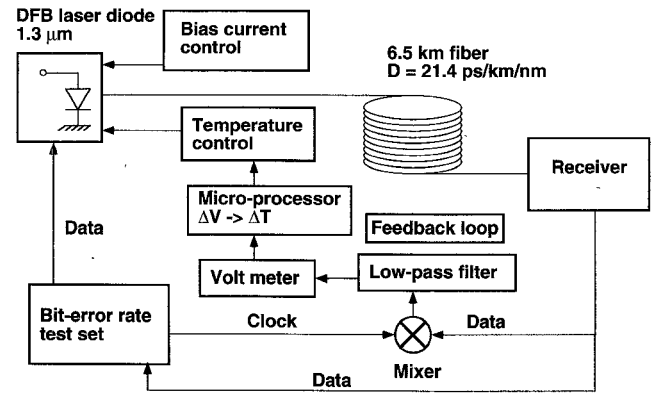 DFB laser diode
1.3 μm
Bias current
control
6.5 km fiber
D = 21.4 ps/km/nm
Temperature
control
Receiver
Micro-processor
ΔV -> ΔT
Feedback loop
Data
Volt meter
Low-pass filter
Bit-error rate
test set
Clock
Data
Mixer
Data